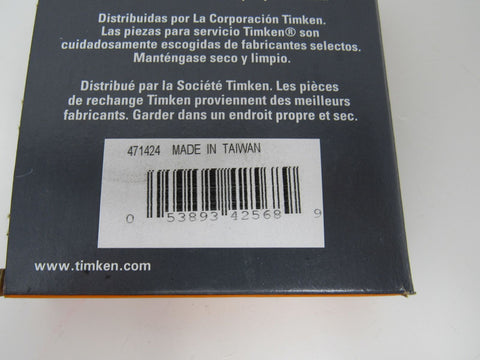 Distribuidas por La Corporación Timken.
Las piezas para servicio Timken® son
cuidadosamente escogidas de fabricantes selectos.
Manténgase seco y limpio.
Distribué par la Société Timken. Les pièces
de rechange Timken proviennent des meilleurs
fabricants. Garder dans un endroit propre et sec.
471424 MADE IN TAIWAN
0 53893 42568 9
www.timken.com